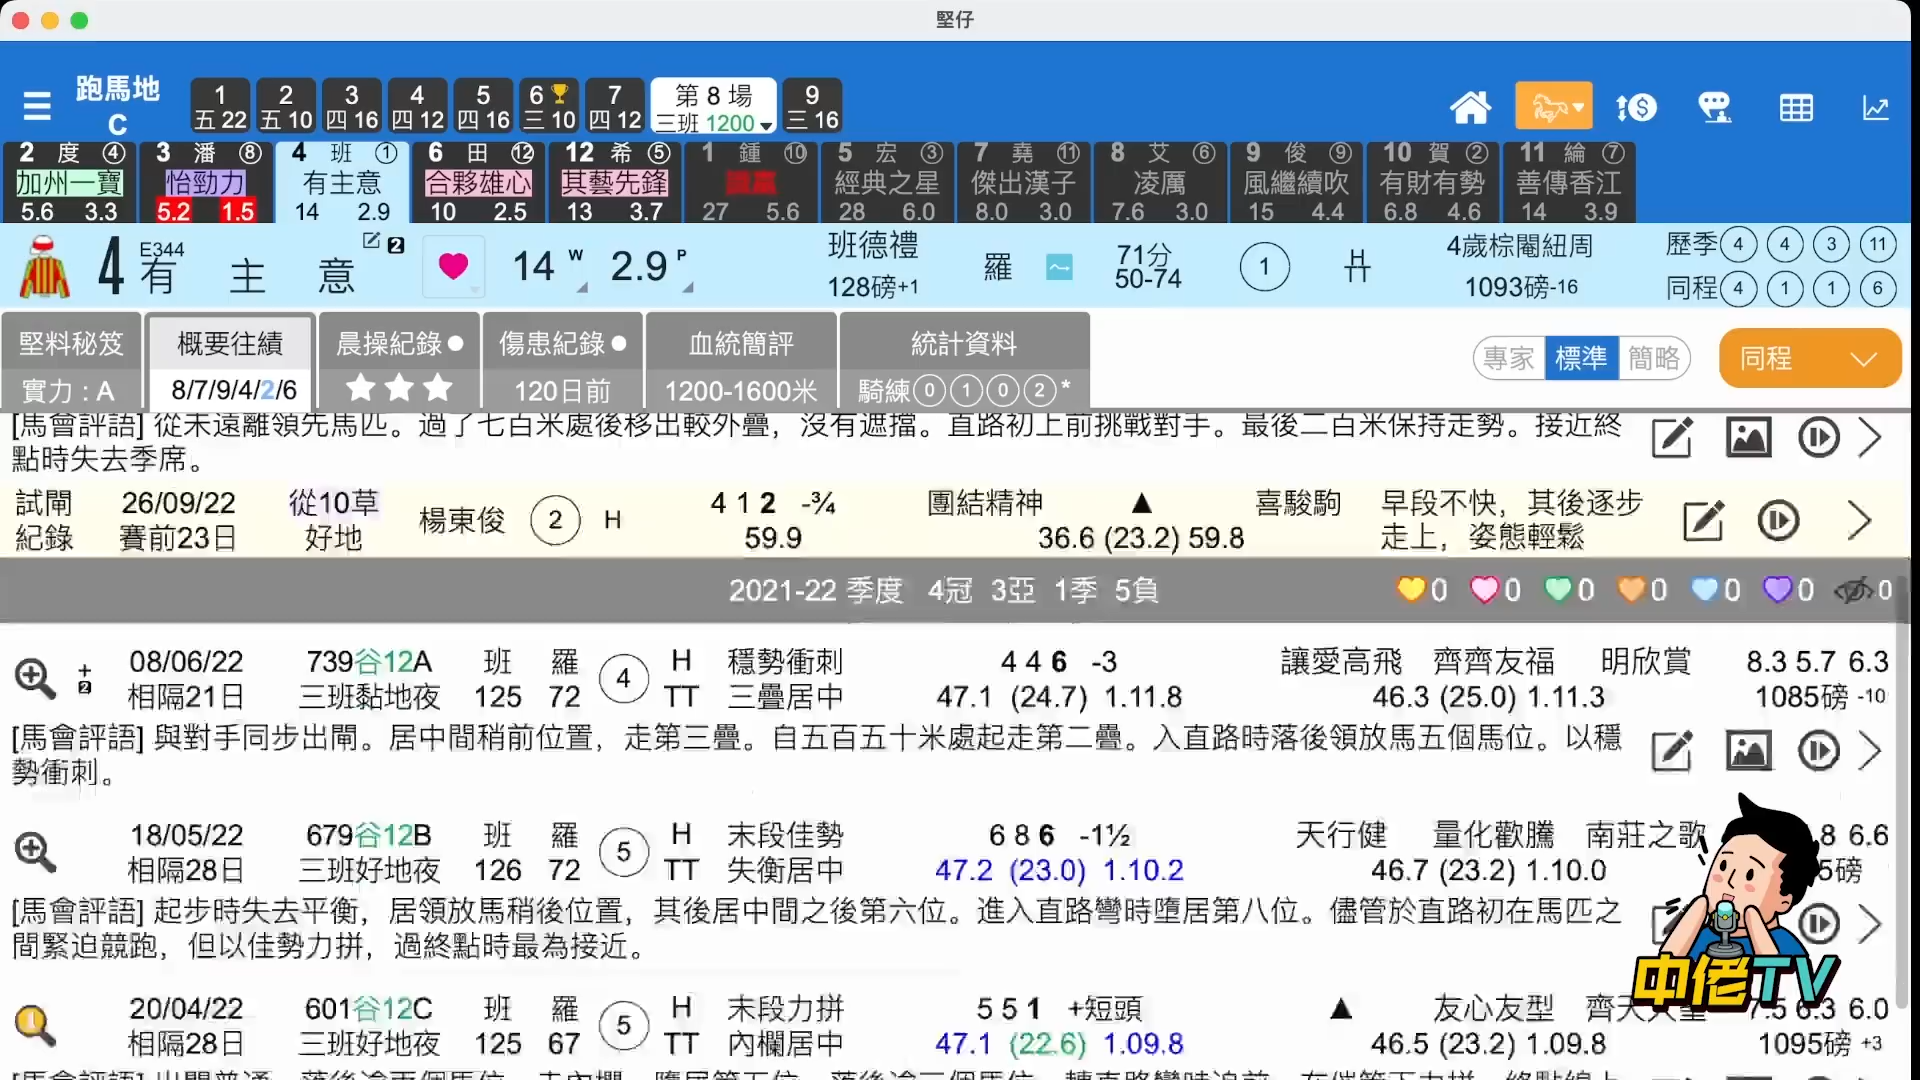 堅仔
跑馬地
C
1 五 22
2 五 10
3 四 16
4 四 12
5 四 16
6 三 10
7 四 12
第 8 場 三班 1200
9 三 16
2 度 ④ 加州一寶 5.6 3.3
3 潘 ⑧ 怡勁力 5.2 1.5
4 班 ① 有主意 14 2.9
6 田 ⑫ 合夥雄心 10 2.5
12 希 ⑤ 其藝先鋒 13 3.7
1 鍾 ⑩ 27 5.6
5 宏 ③ 經典之星 28 6.0
7 堯 ⑪ 傑出漢子 8.0 3.0
8 艾 ⑥ 凌厲 7.6 3.0
9 俊 ⑨ 風繼續吹 15 4.4
10 賀 ② 有財有勢 6.8 4.6
11 綸 ⑦ 善傳香江 14 3.9
4 E344 有 主 意 2 14 W 2.9 P 班德禮 128磅+1 羅 71分 50-74 ① H 4歲棕閹紐周 1093磅-16 歷季 ④ ④ ③ ⑪
同程 ④ ① ① ⑥
堅料秘笈 實力 : A
概要往績 8/7/9/4/2/6
晨操紀錄 ★ ★ ★
傷患紀錄 120日前
血統簡評 1200-1600米
統計資料 騎練 ⓪ ① ⓪ ② *
專家 標準 簡略 同程
[馬會評語] 從未遠離領先馬匹。過了七百米處後移出較外疊，沒有遮擋。直路初上前挑戰對手。最後二百米保持走勢。接近終
點時失去季席。
試閘 26/09/22 從10草 楊東俊 ② H 4 1 2 -¾ 團結精神 ▲ 喜駿駒 早段不快，其後逐步
紀錄 賽前23日 好地 59.9 36.6 (23.2) 59.8 走上，姿態輕鬆
2021-22 季度 4冠 3亞 1季 5負 0 0 0 0 0 0 0
+ 2 08/06/22 739谷12A 班 羅 ④ H 穩勢衝刺 4 4 6 -3 讓愛高飛 齊齊友福 明欣賞 8.3 5.7 6.3
相隔21日 三班黏地夜 125 72 TT 三疊居中 47.1 (24.7) 1.11.8 46.3 (25.0) 1.11.3 1085磅 -10
[馬會評語] 與對手同步出閘。居中間稍前位置，走第三疊。自五百五十米處起走第二疊。入直路時落後領放馬五個馬位。以穩
勢衝刺。
18/05/22 679谷12B 班 羅 ⑤ H 末段佳勢 6 8 6 -1½ 天行健 量化歡騰 南莊之歌 .8 6.6
相隔28日 三班好地夜 126 72 TT 失衡居中 47.2 (23.0) 1.10.2 46.7 (23.2) 1.10.0 5磅
[馬會評語] 起步時失去平衡，居領放馬稍後位置，其後居中間之後第六位。進入直路彎時墮居第八位。儘管於直路初在馬匹之
間緊迫競跑，但以佳勢力拼，過終點時最為接近。
中佬TV
20/04/22 601谷12C 班 羅 ⑤ H 末段力拼 5 5 1 +短頭 ▲ 友心友型 7.5 6.3 6.0
相隔28日 三班好地夜 125 67 TT 內欄居中 47.1 (22.6) 1.09.8 46.5 (23.2) 1.09.8 1095磅 +3